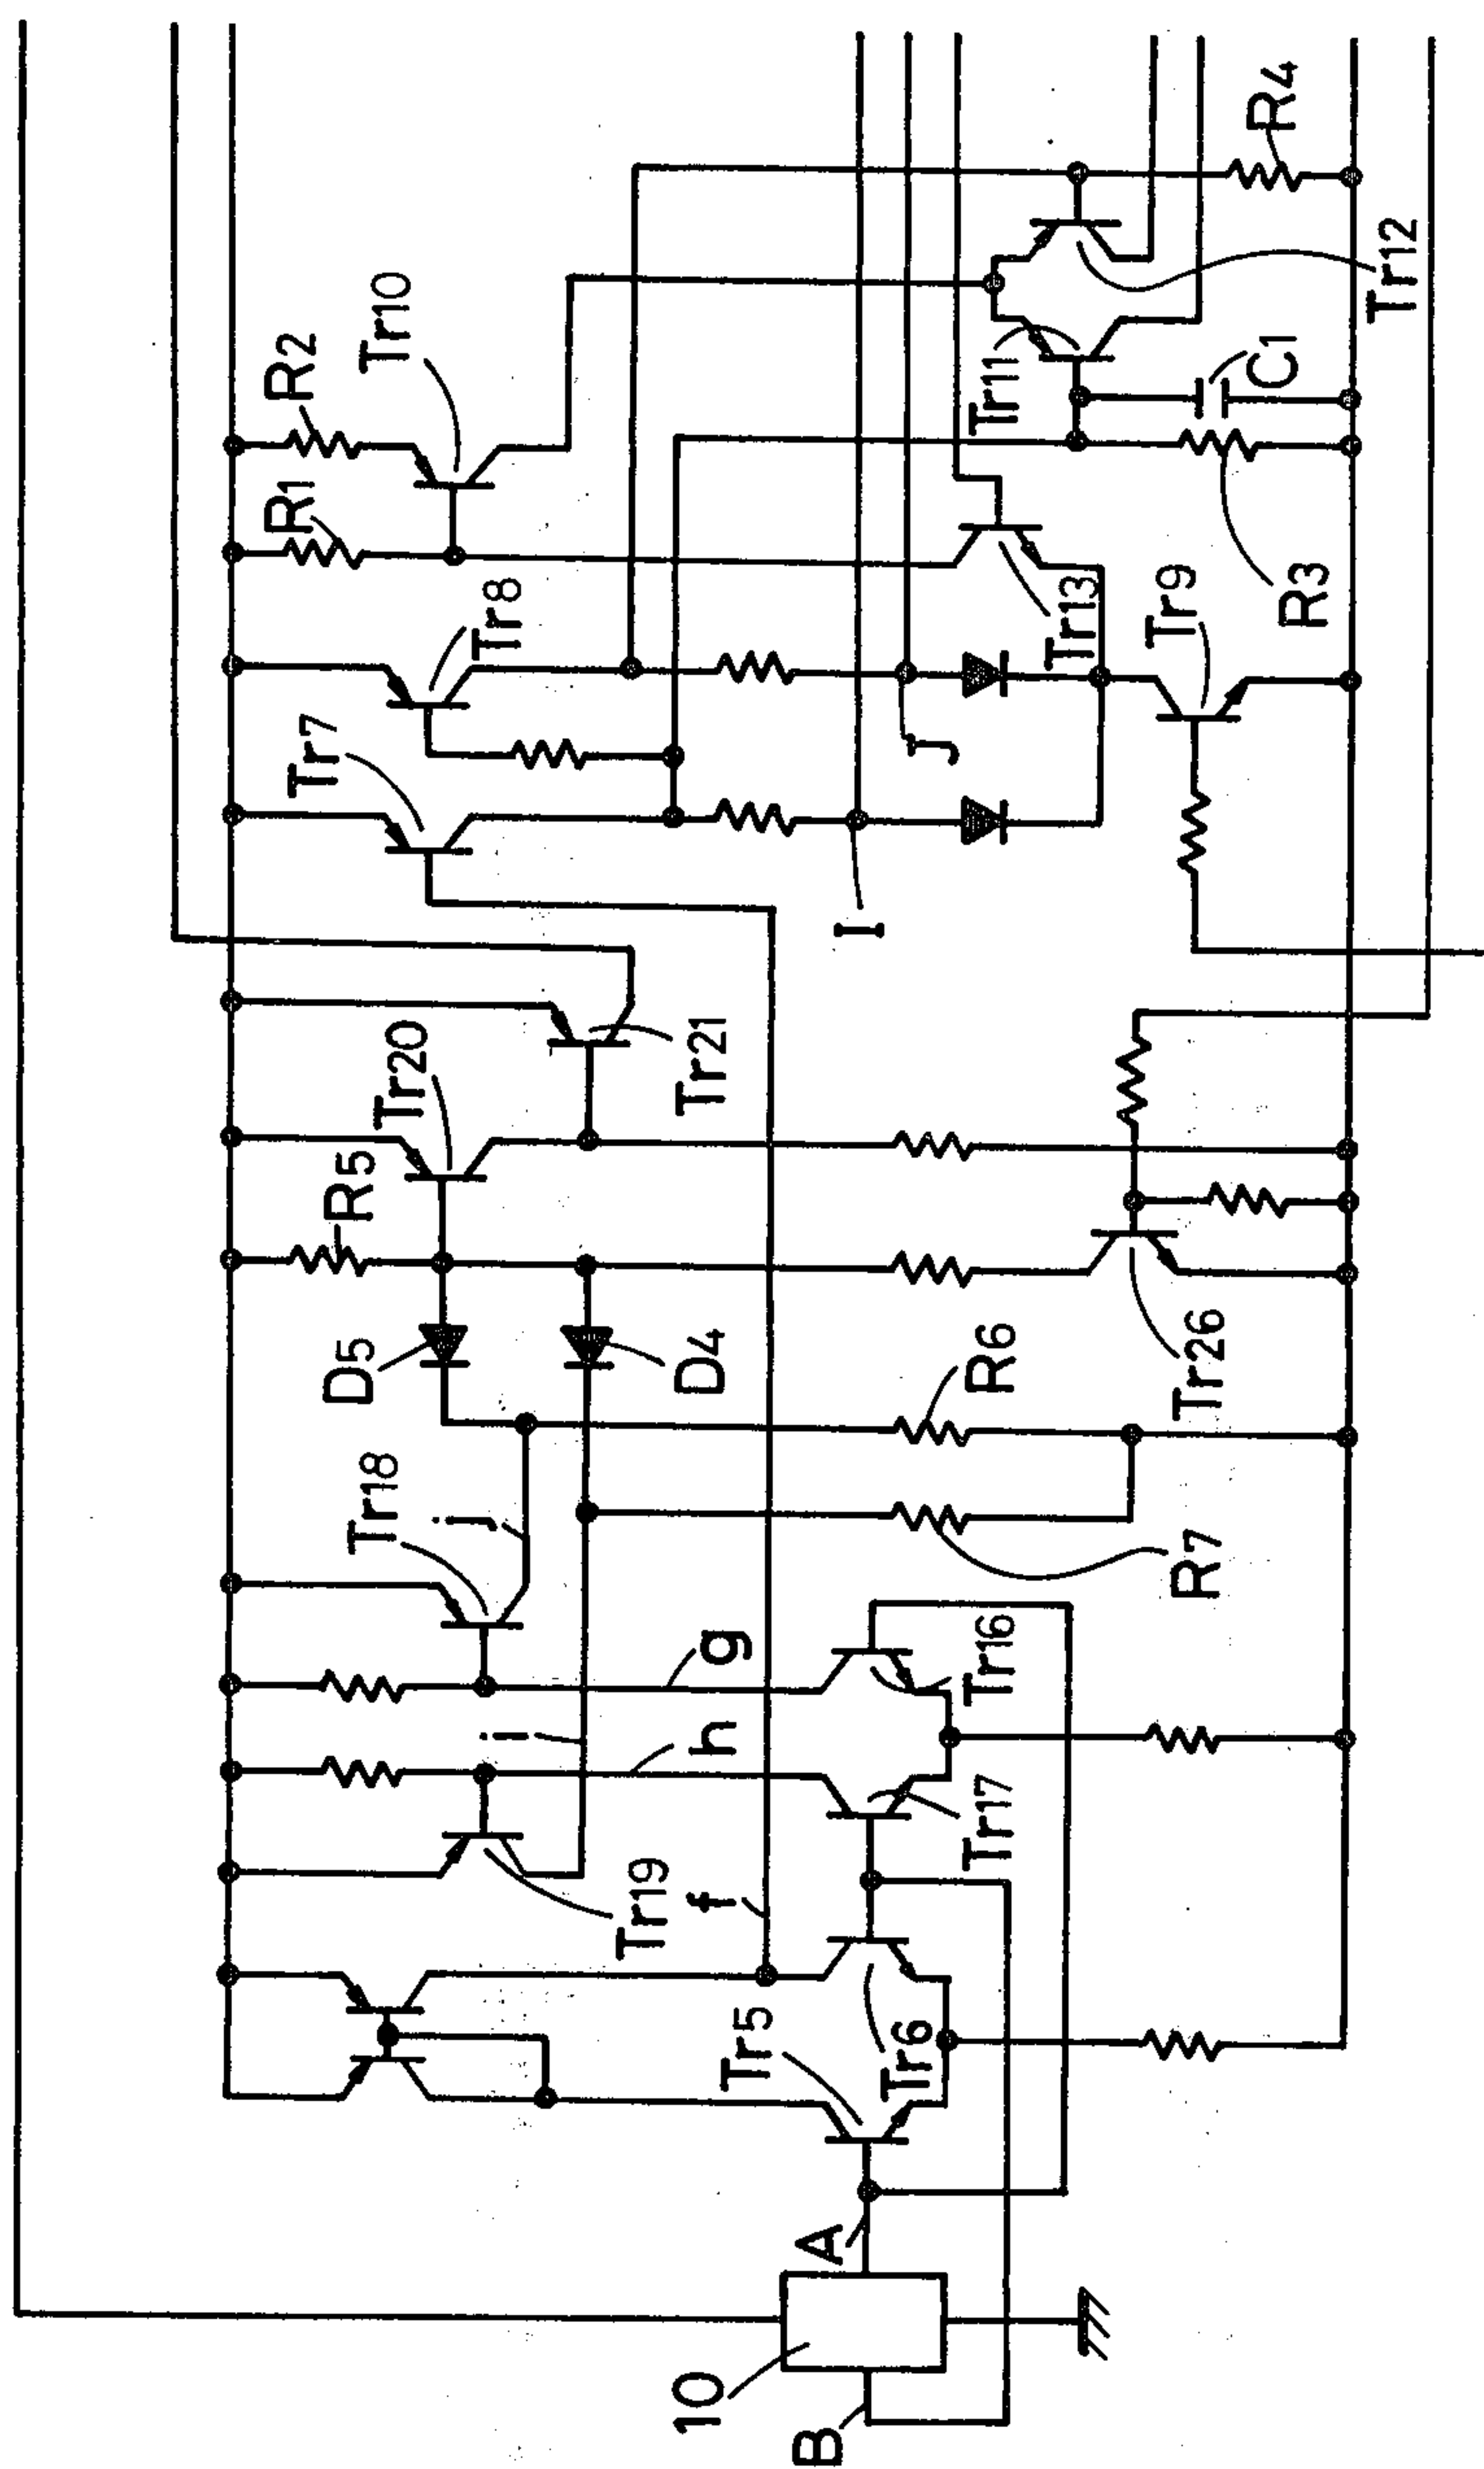 10
B
A
Tr5
Tr6
f
Tr19
i
h
Tr17
Tr16
g
Tr18
j
R7
D5
D4
R6
Tr26
R5
Tr20
Tr21
I
Tr7
J
Tr8
Tr9
Tr13
R3
R1
R2
Tr10
Tr11
C1
Tr12
R4